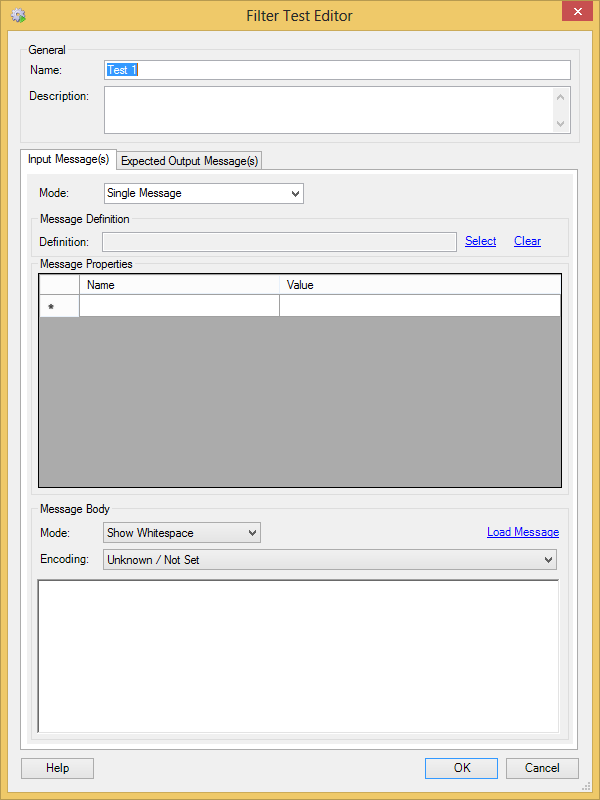 Filter Test Editor
General
Name: Test 1
Description:
Input Message(s) Expected Output Message(s)
Mode: Single Message
Message Definition
Definition: Select Clear
Message Properties
Name Value
*
Message Body
Mode: Show Whitespace Load Message
Encoding: Unknown / Not Set
Help OK Cancel